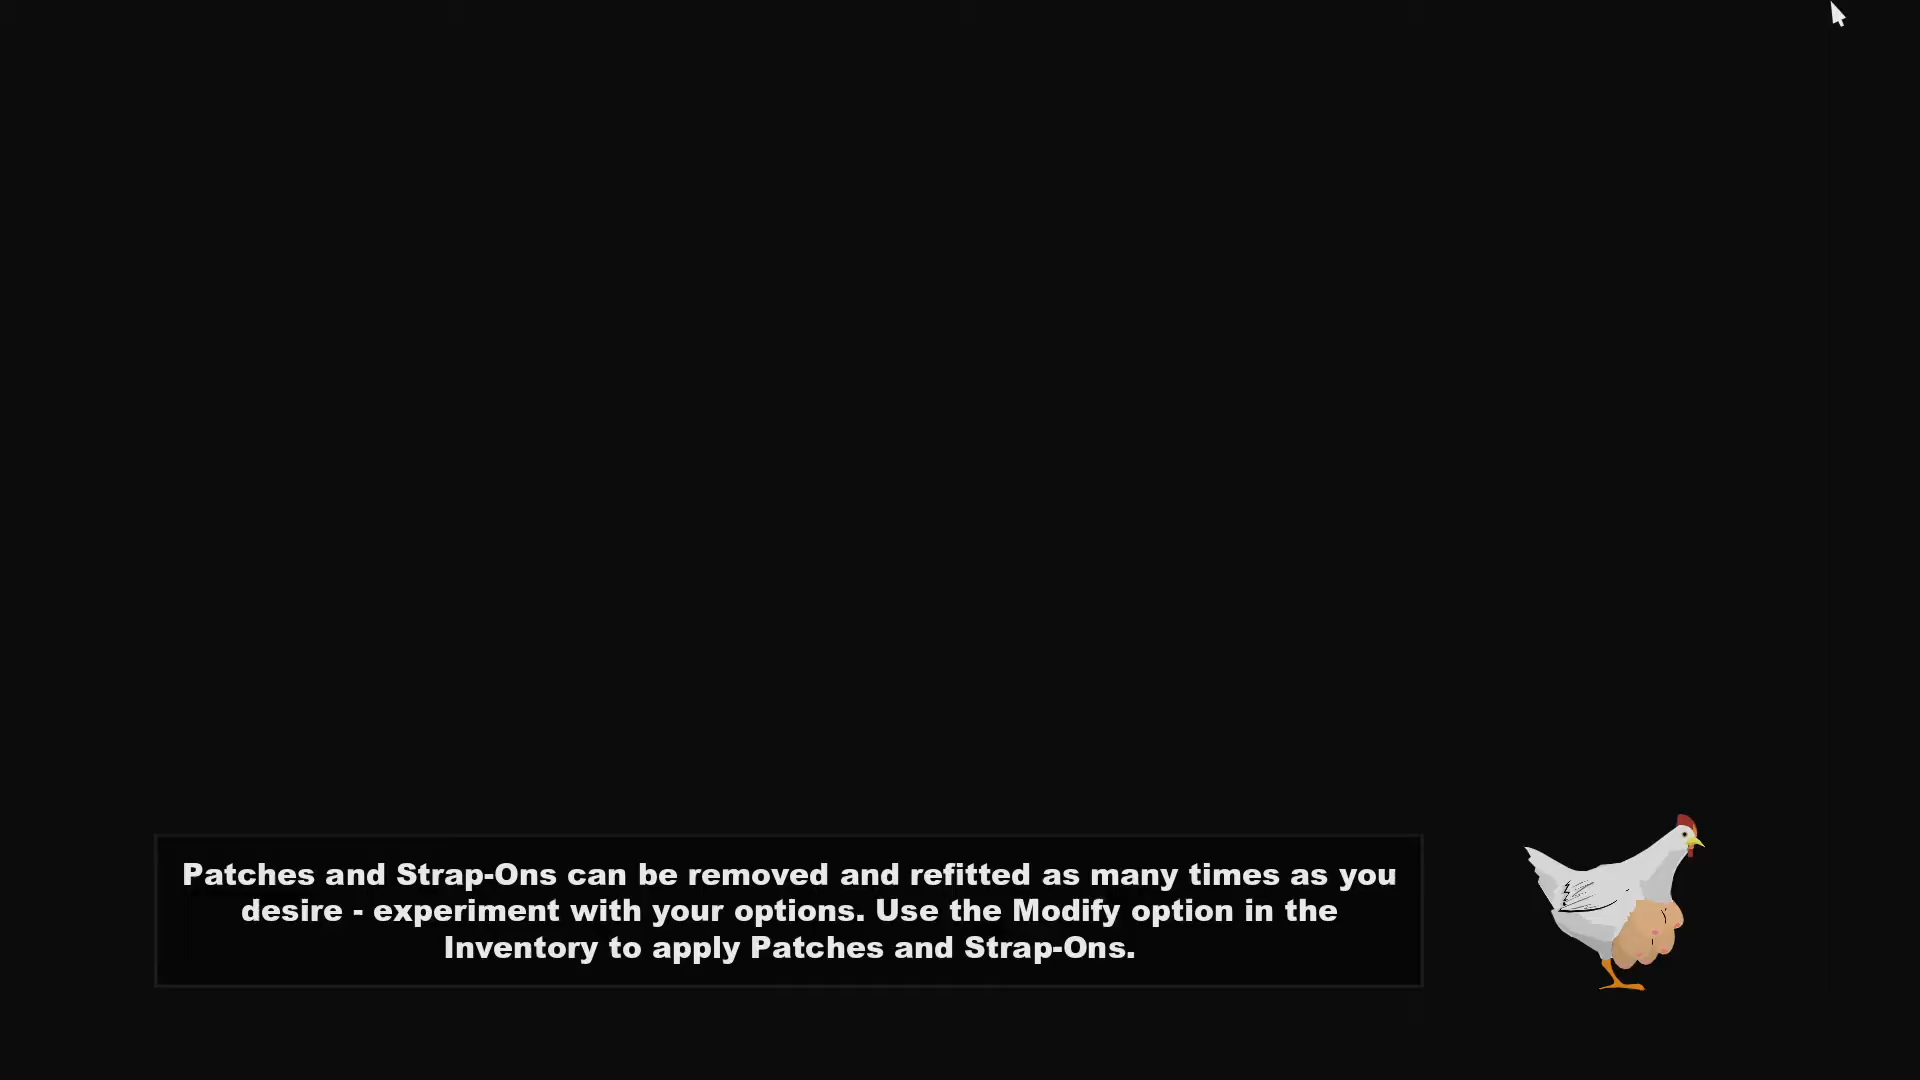 Patches and Strap-Ons can be removed and refitted as many times as you
desire - experiment with your options. Use the Modify option in the
Inventory to apply Patches and Strap-Ons.